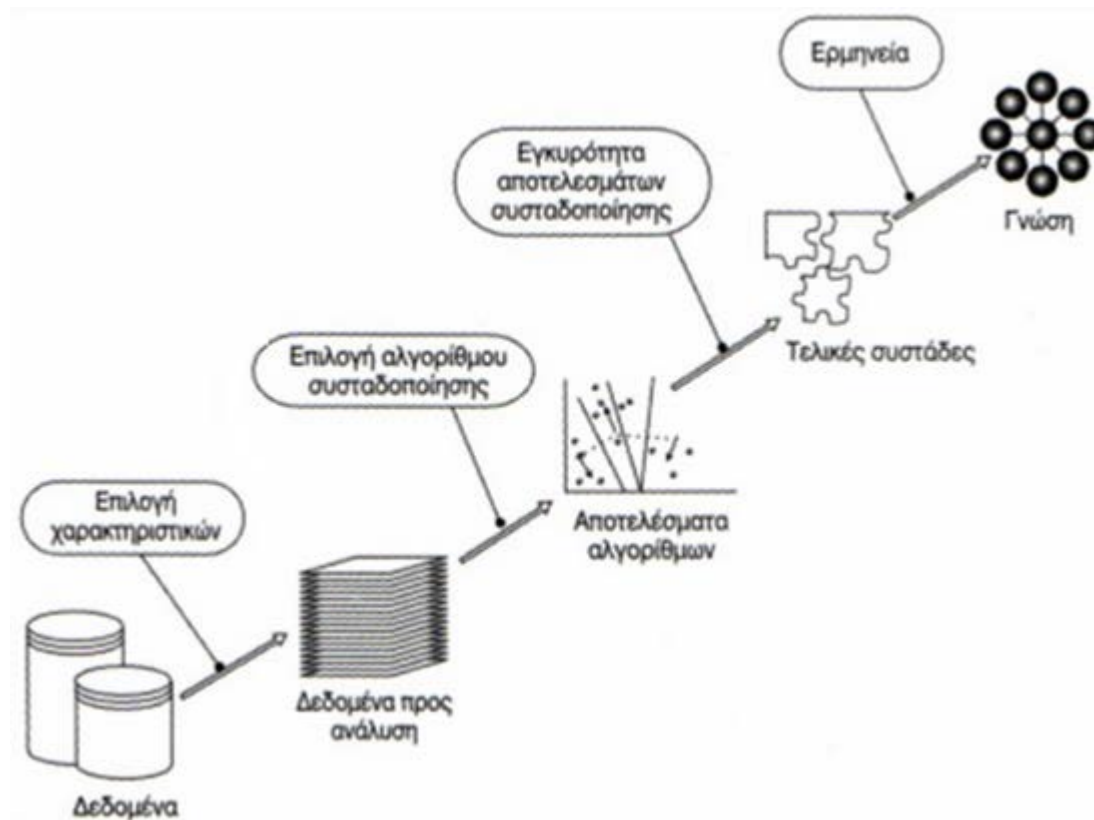 Ερμηνεία
Εγκυρότητα
αποτελεσμάτων
συσταδοποίησης
Γνώση
Επιλογή αλγορίθμου
συσταδοποίησης
Τελικές συστάδες
Επιλογή
χαρακτηριστικών
Αποτελέσματα
αλγορίθμων
Δεδομένα προς
ανάλυση
Δεδομένα